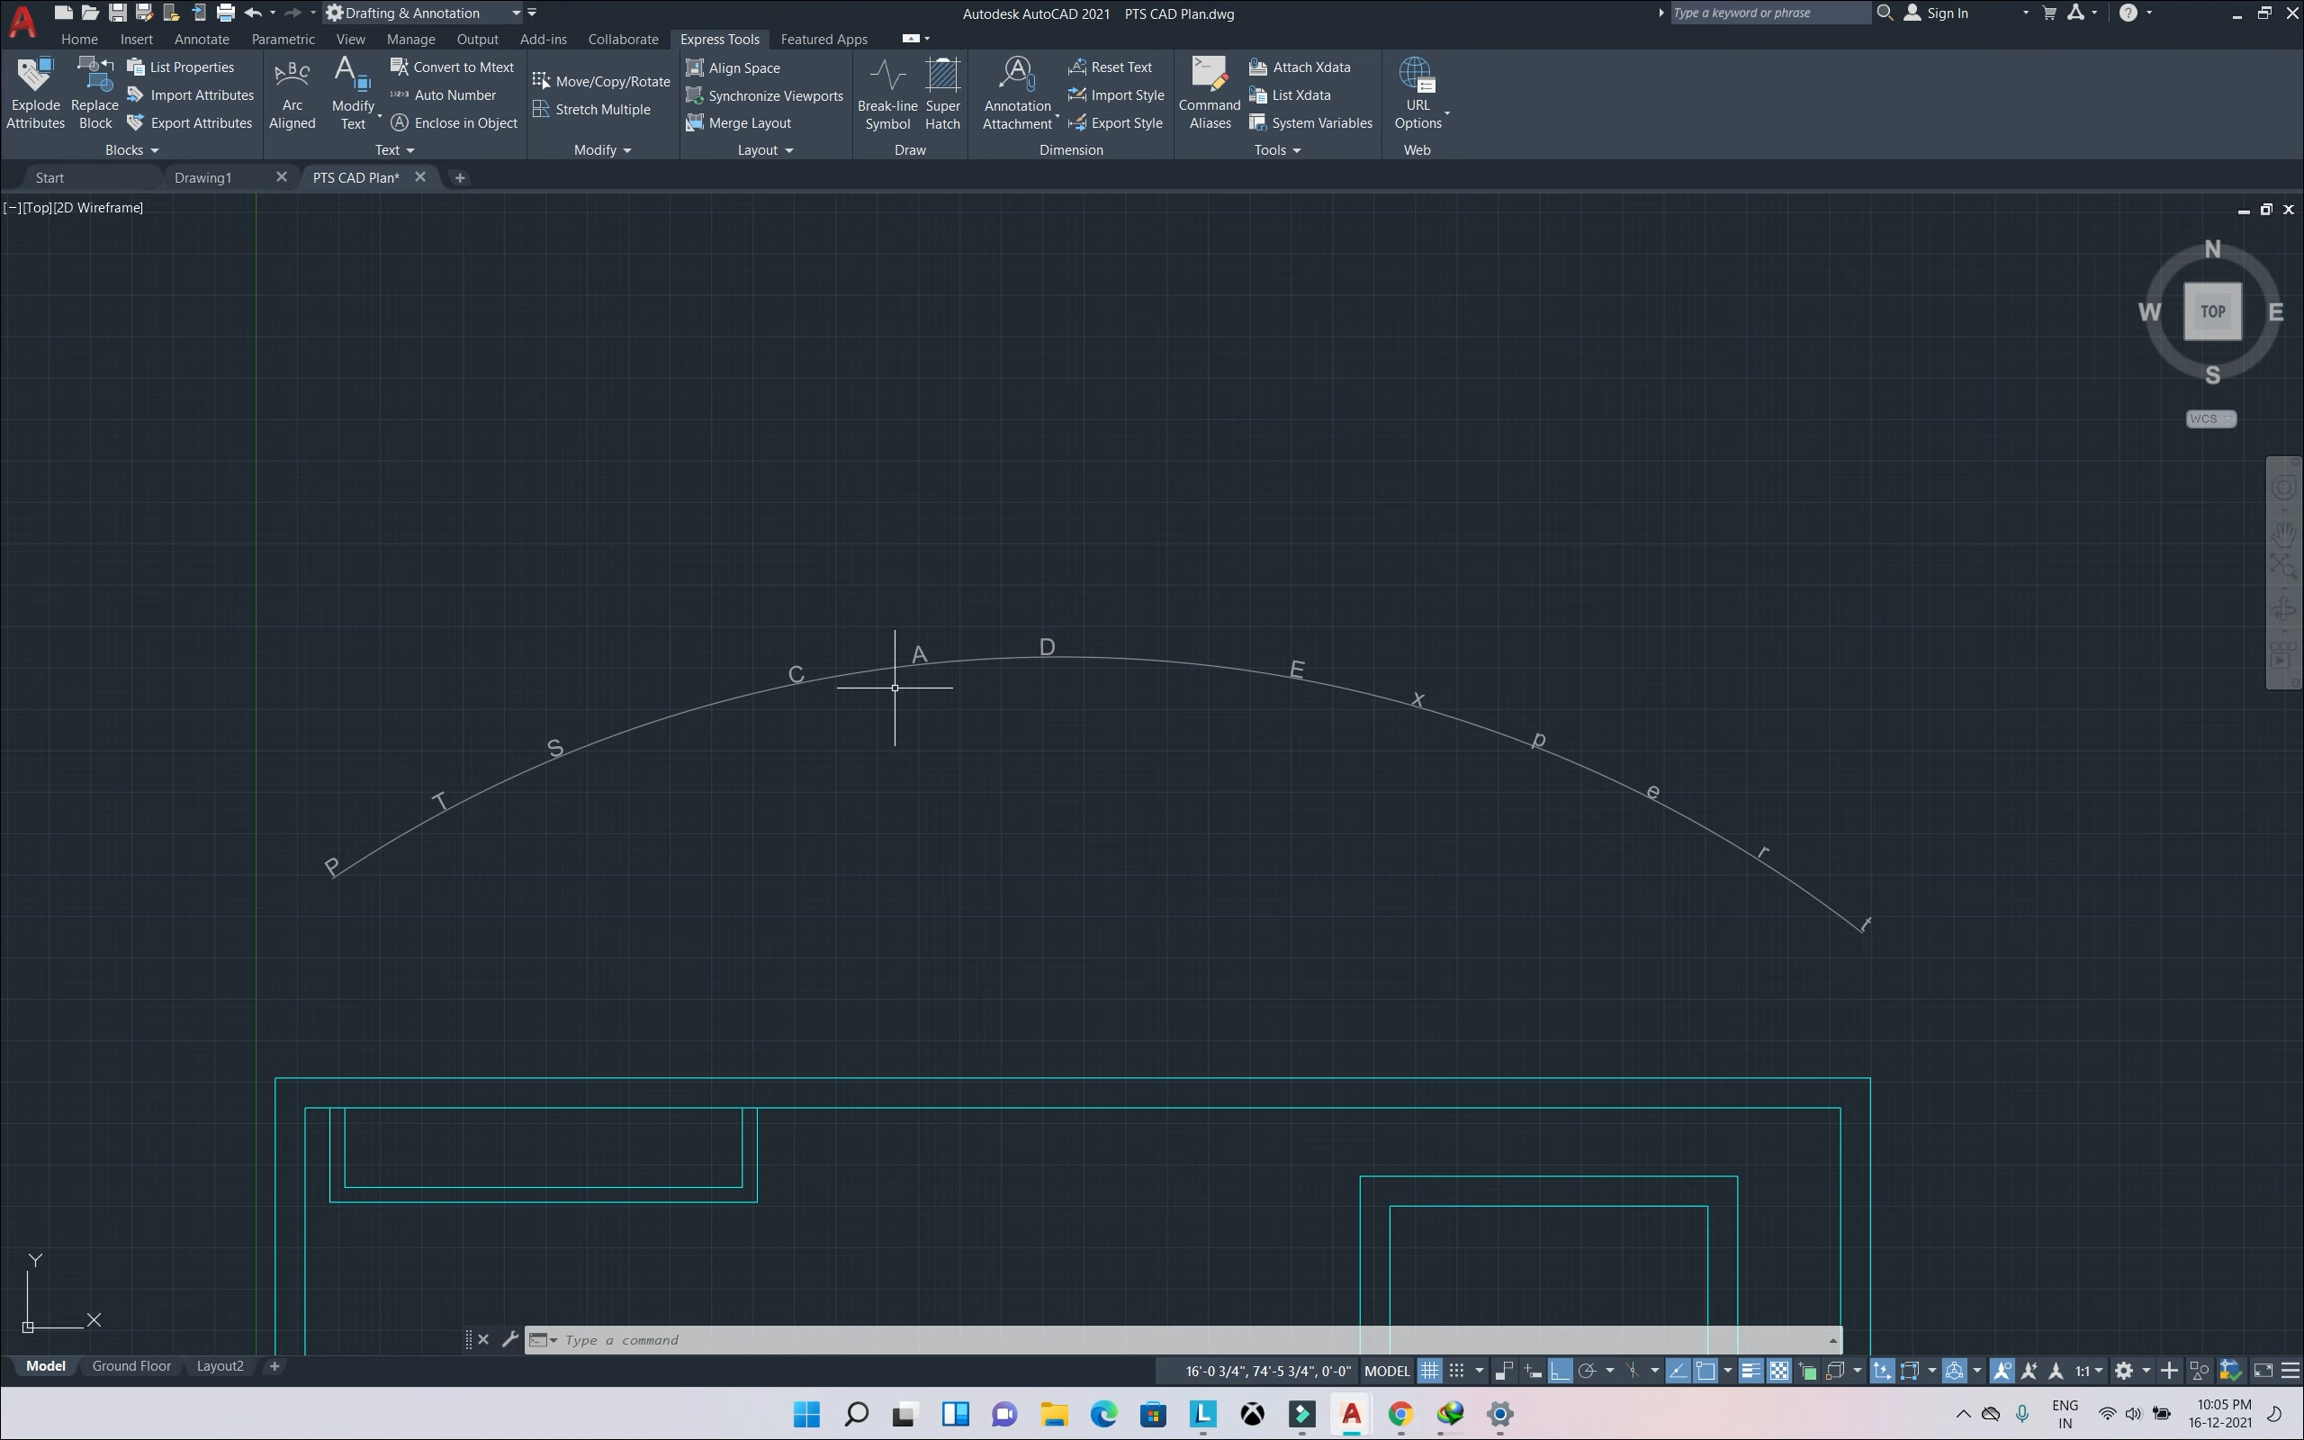 Drafting & Annotation
Autodesk AutoCAD 2021 PTS CAD Plan.dwg
Type a keyword or phrase
Sign In
Home Insert Annotate Parametric View Manage Output Add-ins Collaborate Express Tools Featured Apps
Explode Attributes
Replace Block
List Properties
Import Attributes
Export Attributes
Blocks
ABC
Arc Aligned
Modify Text
Convert to Mtext
Auto Number
Enclose in Object
Text
Move/Copy/Rotate
Stretch Multiple
Modify
Align Space
Synchronize Viewports
Merge Layout
Layout
Break-line Symbol
Super Hatch
Draw
Annotation Attachment
Reset Text
Import Style
Export Style
Dimension
Command Aliases
Attach Xdata
List Xdata
System Variables
Tools
URL Options
Web
Start Drawing1 PTS CAD Plan*
[−][Top][2D Wireframe]
N
W TOP E
S
WCS
PTS CAD Expert
Y
X
Type a command
Model Ground Floor Layout2
16'-0 3/4", 74'-5 3/4", 0'-0" MODEL 1:1
ENG
IN
10:05 PM
16-12-2021